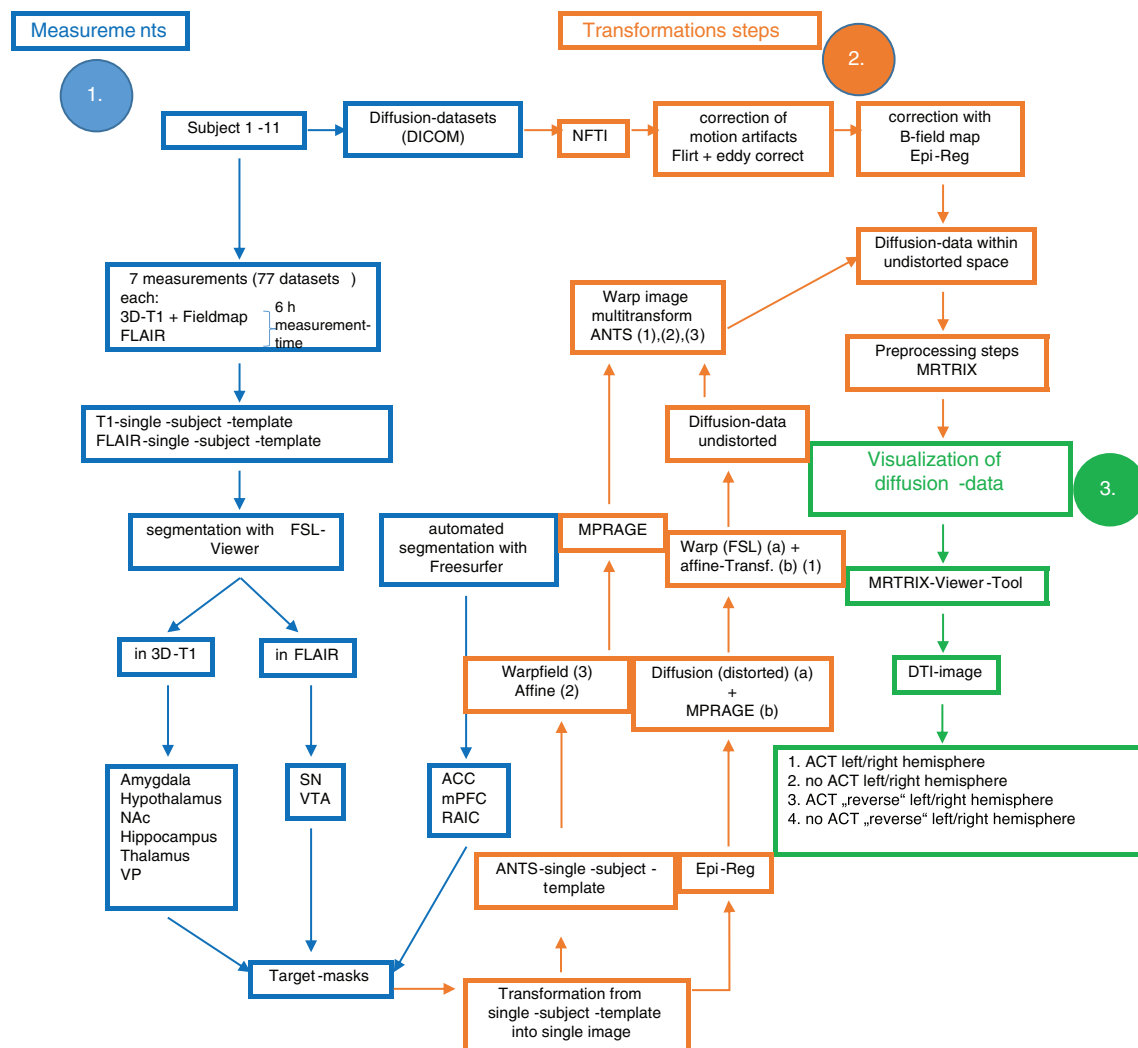 Measureme nts
Transformations steps
1.
2.
Subject 1 -11
Diffusion-datasets
(DICOM)
NFTI
correction of
motion artifacts
Flirt + eddy correct
correction with
B-field map
Epi-Reg
7 measurements (77 datasets )
each:
3D-T1 + Fieldmap
FLAIR
6 h
measurement-
time
Warp image
multitransform
ANTS (1),(2),(3)
Diffusion-data within
undistorted space
Preprocessing steps
MRTRIX
T1-single -subject -template
FLAIR-single -subject -template
Diffusion-data
undistorted
Visualization of
diffusion -data
3.
segmentation with FSL-
Viewer
automated
segmentation with
Freesurfer
MPRAGE
Warp (FSL) (a) +
affine-Transf. (b) (1)
MRTRIX-Viewer-Tool
in 3D-T1
in FLAIR
Warpfield (3)
Affine (2)
Diffusion (distorted) (a)
+
MPRAGE (b)
DTI-image
Amygdala
Hypothalamus
NAc
Hippocampus
Thalamus
VP
SN
VTA
ACC
mPFC
RAIC
1. ACT left/right hemisphere
2. no ACT left/right hemisphere
3. ACT „reverse“ left/right hemisphere
4. no ACT „reverse“ left/right hemisphere
ANTS-single -subject -
template
Epi-Reg
Target-masks
Transformation from
single -subject -template
into single image